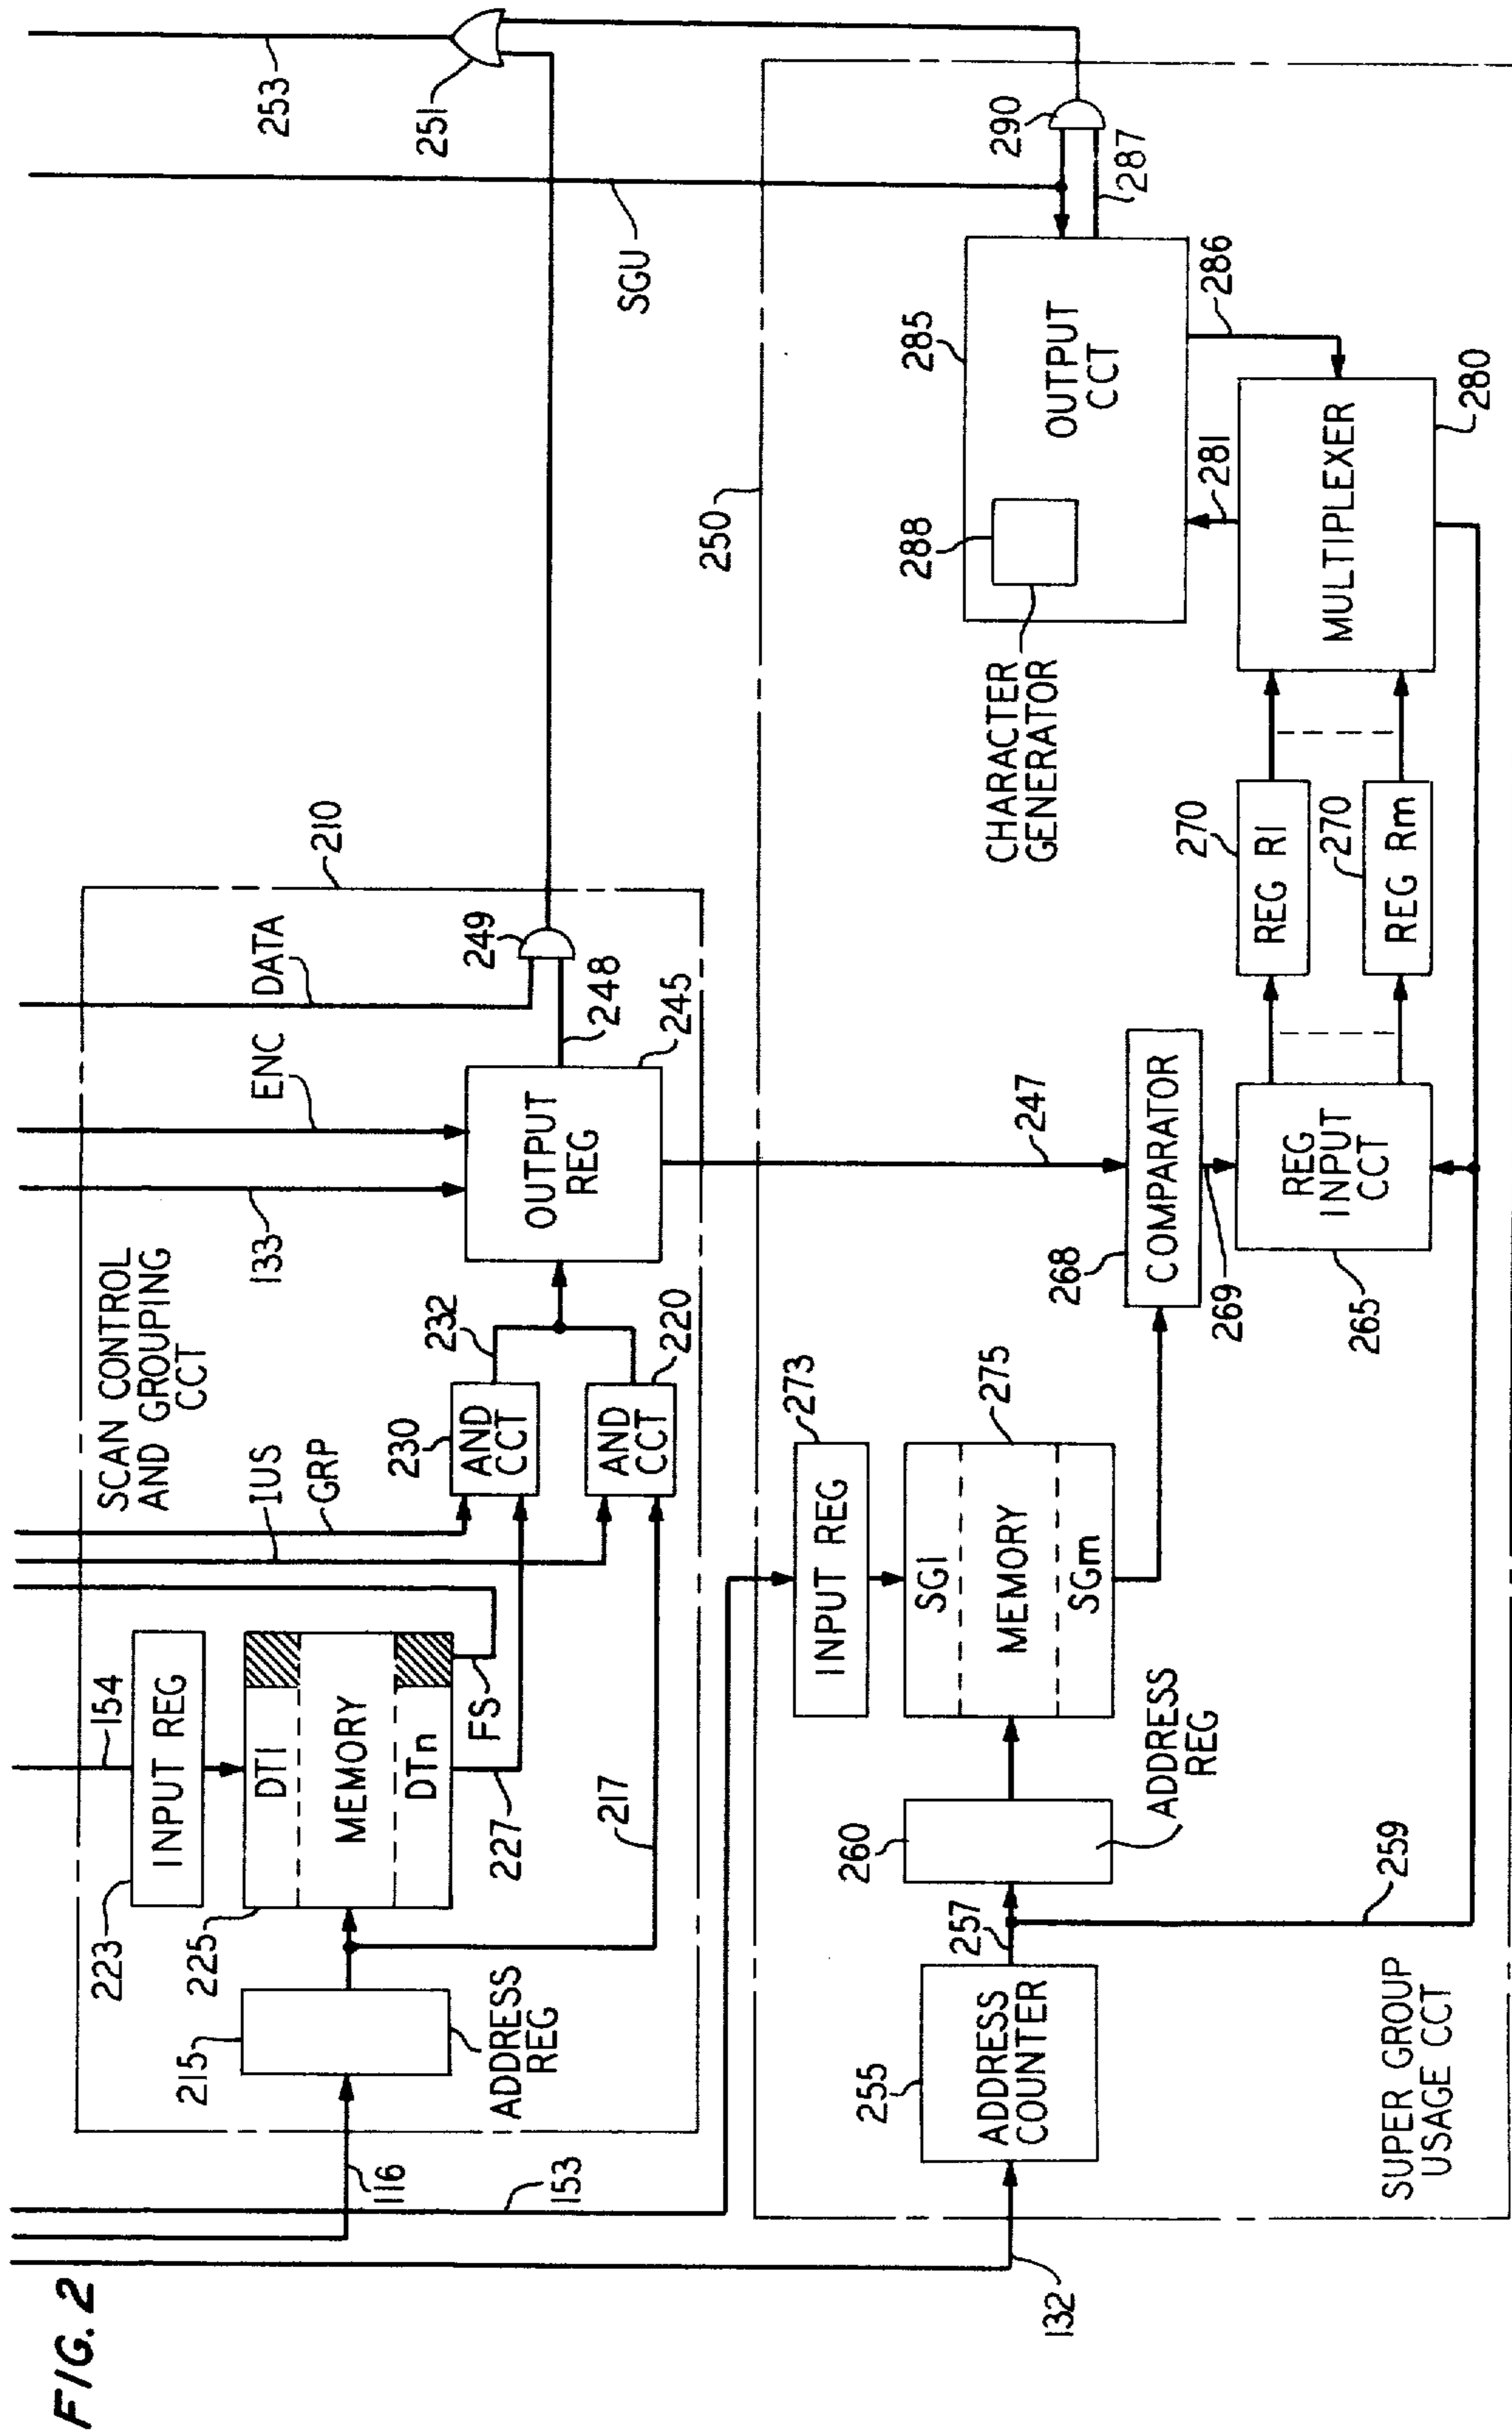 FIG. 2
116
153
132
SCAN CONTROL
AND GROUPING
CCT
210
154
223
INPUT REG
225
DT1
MEMORY
DTn
FS
227
217
215
ADDRESS
REG
1US
GRP
230
AND
CCT
232
AND
CCT
220
133
ENC
DATA
OUTPUT
REG
245
248
249
247
253
251
SGU
250
255
ADDRESS
COUNTER
257
259
260
ADDRESS
REG
273
INPUT REG
SG1
MEMORY
SGm
275
268
COMPARATOR
269
REG
INPUT
CCT
265
270
REG R1
270
REG Rm
CHARACTER
GENERATOR
288
285
OUTPUT
CCT
281
286
MULTIPLEXER
280
290
287
SUPER GROUP
USAGE CCT